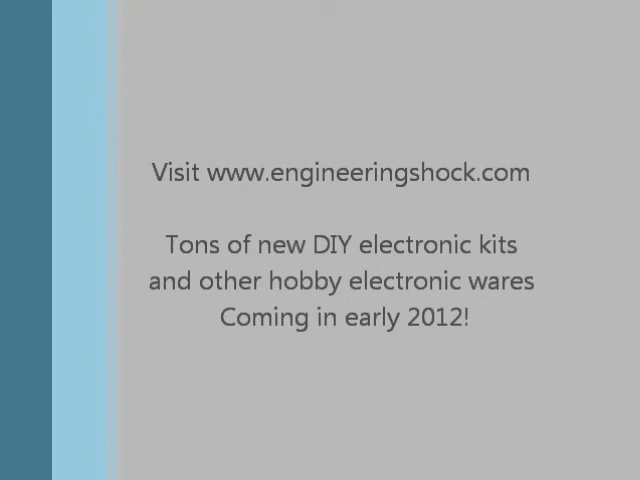 Visit www.engineeringshock.com
Tons of new DIY electronic kits
and other hobby electronic wares
Coming in early 2012!